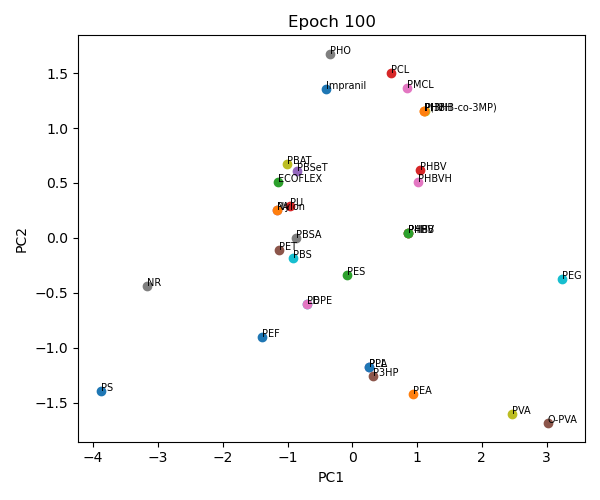 Epoch 100
PHO
PCL
Impranil
PMCL
P(3HB-co-3MP)
PBAT
PBSeT
PHBV
ECOFLEX
PHBVH
PU
Nylon
PBSA
PET
PBS
PES
PEG
NR
LDPE
PEF
PLA
P3HP
PS
PEA
PVA
O-PVA
1.5
1.0
0.5
0.0
−0.5
−1.0
−1.5
PC2
−4
−3
−2
−1
0
1
2
3
PC1